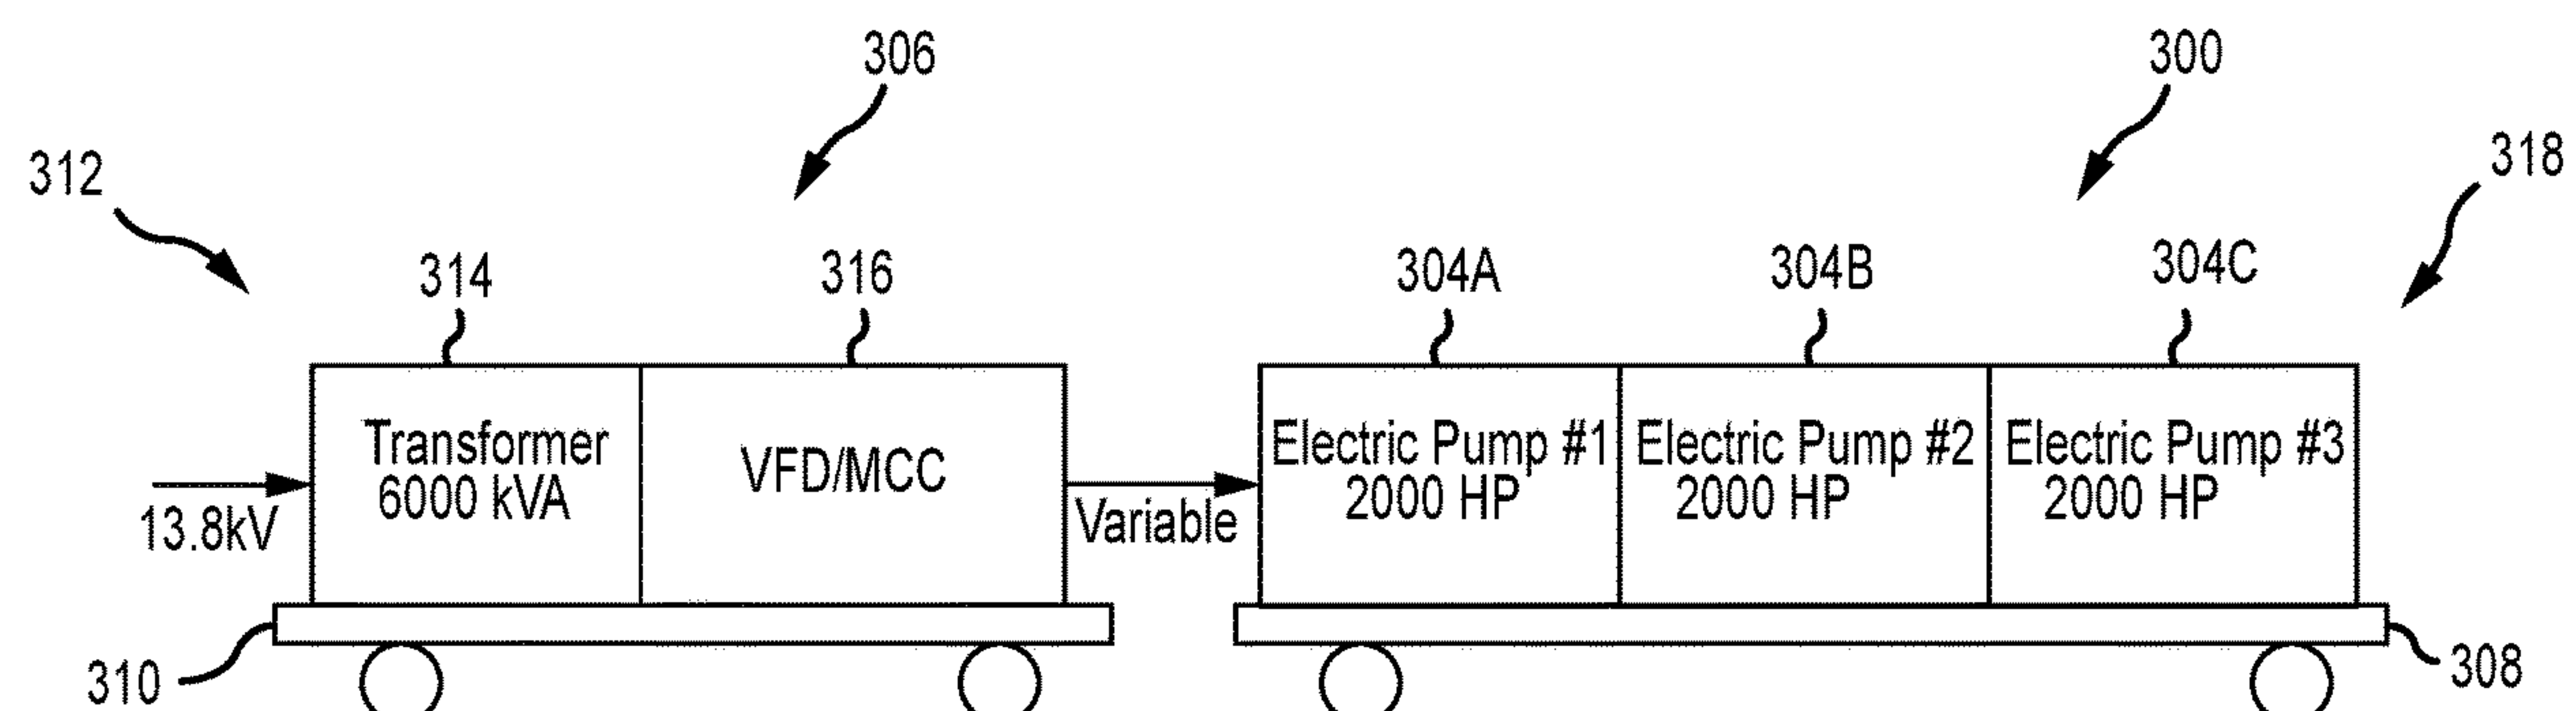 306
300
312
318
314
316
304A
304B
304C
Transformer
6000 kVA
VFD/MCC
Electric Pump #1
2000 HP
Electric Pump #2
2000 HP
Electric Pump #3
2000 HP
13.8kV
Variable
310
308